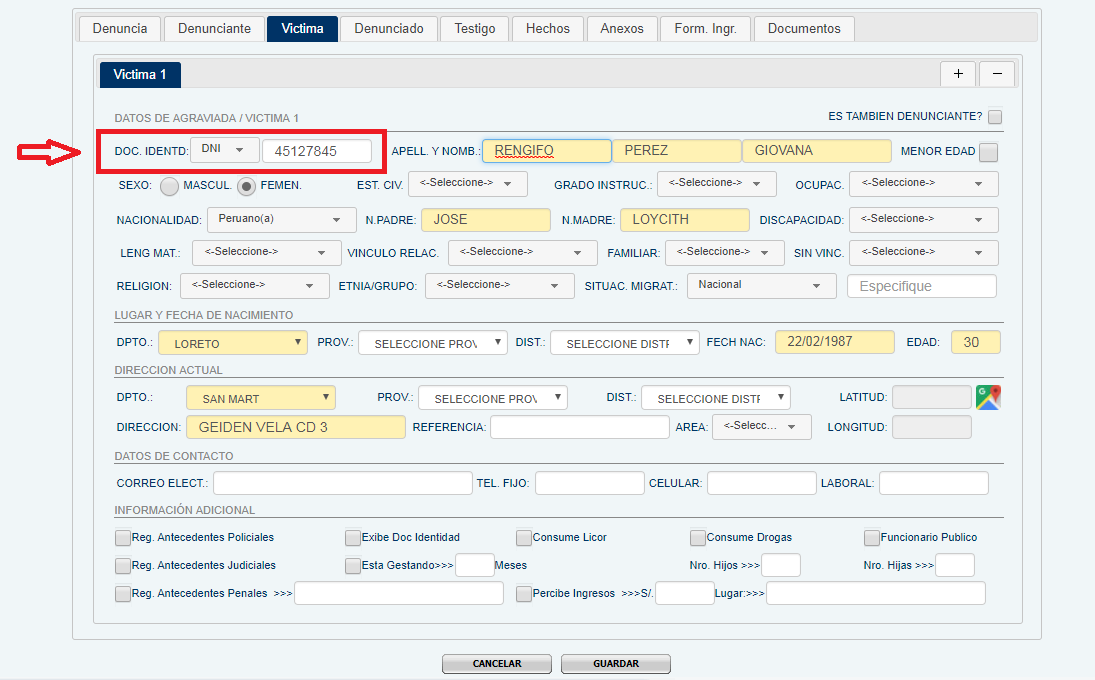 Denuncia Denunciante Victima Denunciado Testigo Hechos Anexos Form. Ingr. Documentos
Victima 1 + −
DATOS DE AGRAVIADA / VICTIMA 1 ES TAMBIEN DENUNCIANTE?
DOC. IDENTD: DNI 45127845 APELL. Y NOMB.: RENGIFO PEREZ GIOVANA MENOR EDAD
SEXO: MASCUL. FEMEN. EST. CIV. <-Seleccione-> GRADO INSTRUC.: <-Seleccione-> OCUPAC. <-Seleccione->
NACIONALIDAD: Peruano(a) N.PADRE: JOSE N.MADRE: LOYCITH DISCAPACIDAD: <-Seleccione->
LENG MAT.: <-Seleccione-> VINCULO RELAC. <-Seleccione-> FAMILIAR: <-Seleccione-> SIN VINC. <-Seleccione->
RELIGION: <-Seleccione-> ETNIA/GRUPO: <-Seleccione-> SITUAC. MIGRAT.: Nacional Especifique
LUGAR Y FECHA DE NACIMIENTO
DPTO.: LORETO PROV.: SELECCIONE PROV DIST.: SELECCIONE DIST FECH NAC: 22/02/1987 EDAD: 30
DIRECCION ACTUAL
DPTO.: SAN MART PROV.: SELECCIONE PROV DIST.: SELECCIONE DIST LATITUD:
DIRECCION: GEIDEN VELA CD 3 REFERENCIA: AREA: <-Selecc... LONGITUD:
DATOS DE CONTACTO
CORREO ELECT.: TEL. FIJO: CELULAR: LABORAL:
INFORMACIÓN ADICIONAL
Reg. Antecedentes Policiales Exibe Doc Identidad Consume Licor Consume Drogas Funcionario Publico
Reg. Antecedentes Judiciales Esta Gestando>>> Meses Nro. Hijos >>> Nro. Hijas >>>
Reg. Antecedentes Penales >>> Percibe Ingresos >>>S/. Lugar:>>>
CANCELAR GUARDAR